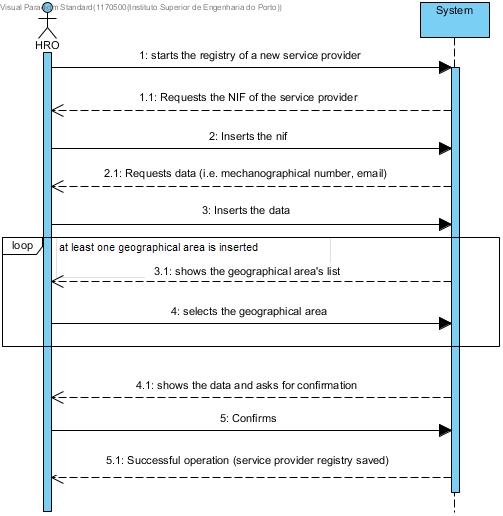 Visual Paradigm Standard(1170500(Instituto Superior de Engenharia do Porto))
System
HRO
1: starts the registry of a new service provider
1.1: Requests the NIF of the service provider
2: Inserts the nif
2.1: Requests data (i.e. mechanographical number, email)
3: Inserts the data
loop
at least one geographical area is inserted
3.1: shows the geographical area's list
4: selects the geographical area
4.1: shows the data and asks for confirmation
5: Confirms
5.1: Successful operation (service provider registry saved)